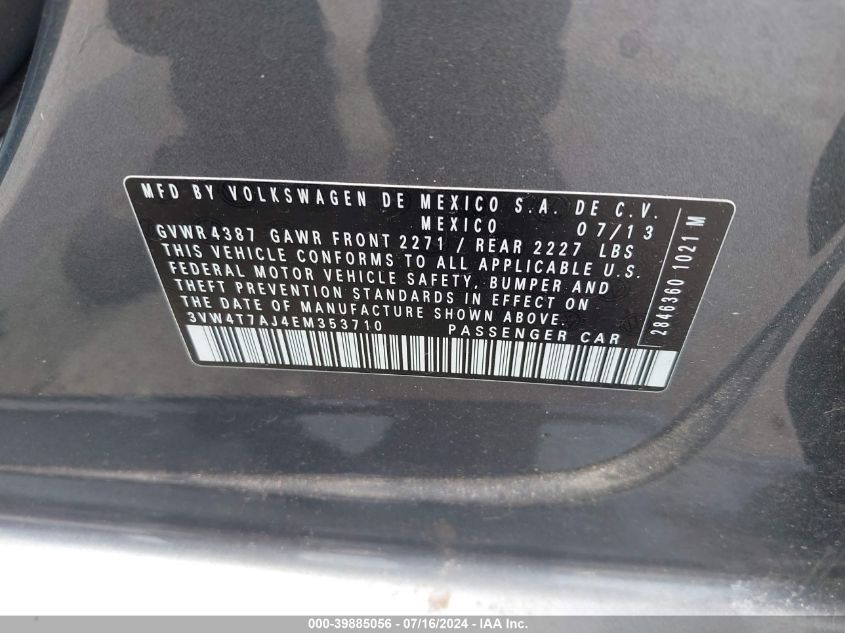 MFD BY VOLKSWAGEN DE MEXICO S.A. DE C.V.
MEXICO 07/13
GVWR4387 GAWR FRONT 2271 / REAR 2227 LBS
THIS VEHICLE CONFORMS TO ALL APPLICABLE U.S.
FEDERAL MOTOR VEHICLE SAFETY, BUMPER AND
THEFT PREVENTION STANDARDS IN EFFECT ON
THE DATE OF MANUFACTURE SHOWN ABOVE.
3VW4T7AJ4EM353710 PASSENGER CAR
2846360 1021 M
000-39885056 / 07/16/2024 - IAA Inc.